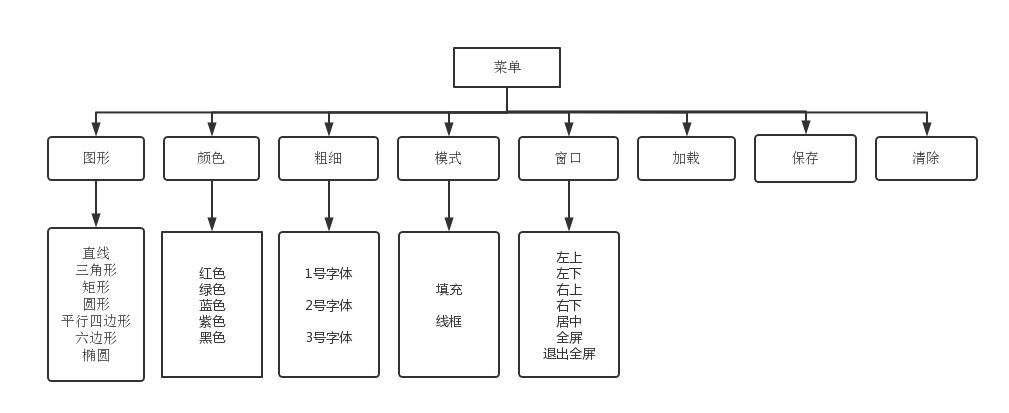 菜单
图形
颜色
粗细
模式
窗口
加载
保存
清除
直线
三角形
矩形
圆形
平行四边形
六边形
椭圆
红色
绿色
蓝色
紫色
黑色
1号字体
2号字体
3号字体
填充
线框
左上
左下
右上
右下
居中
全屏
退出全屏